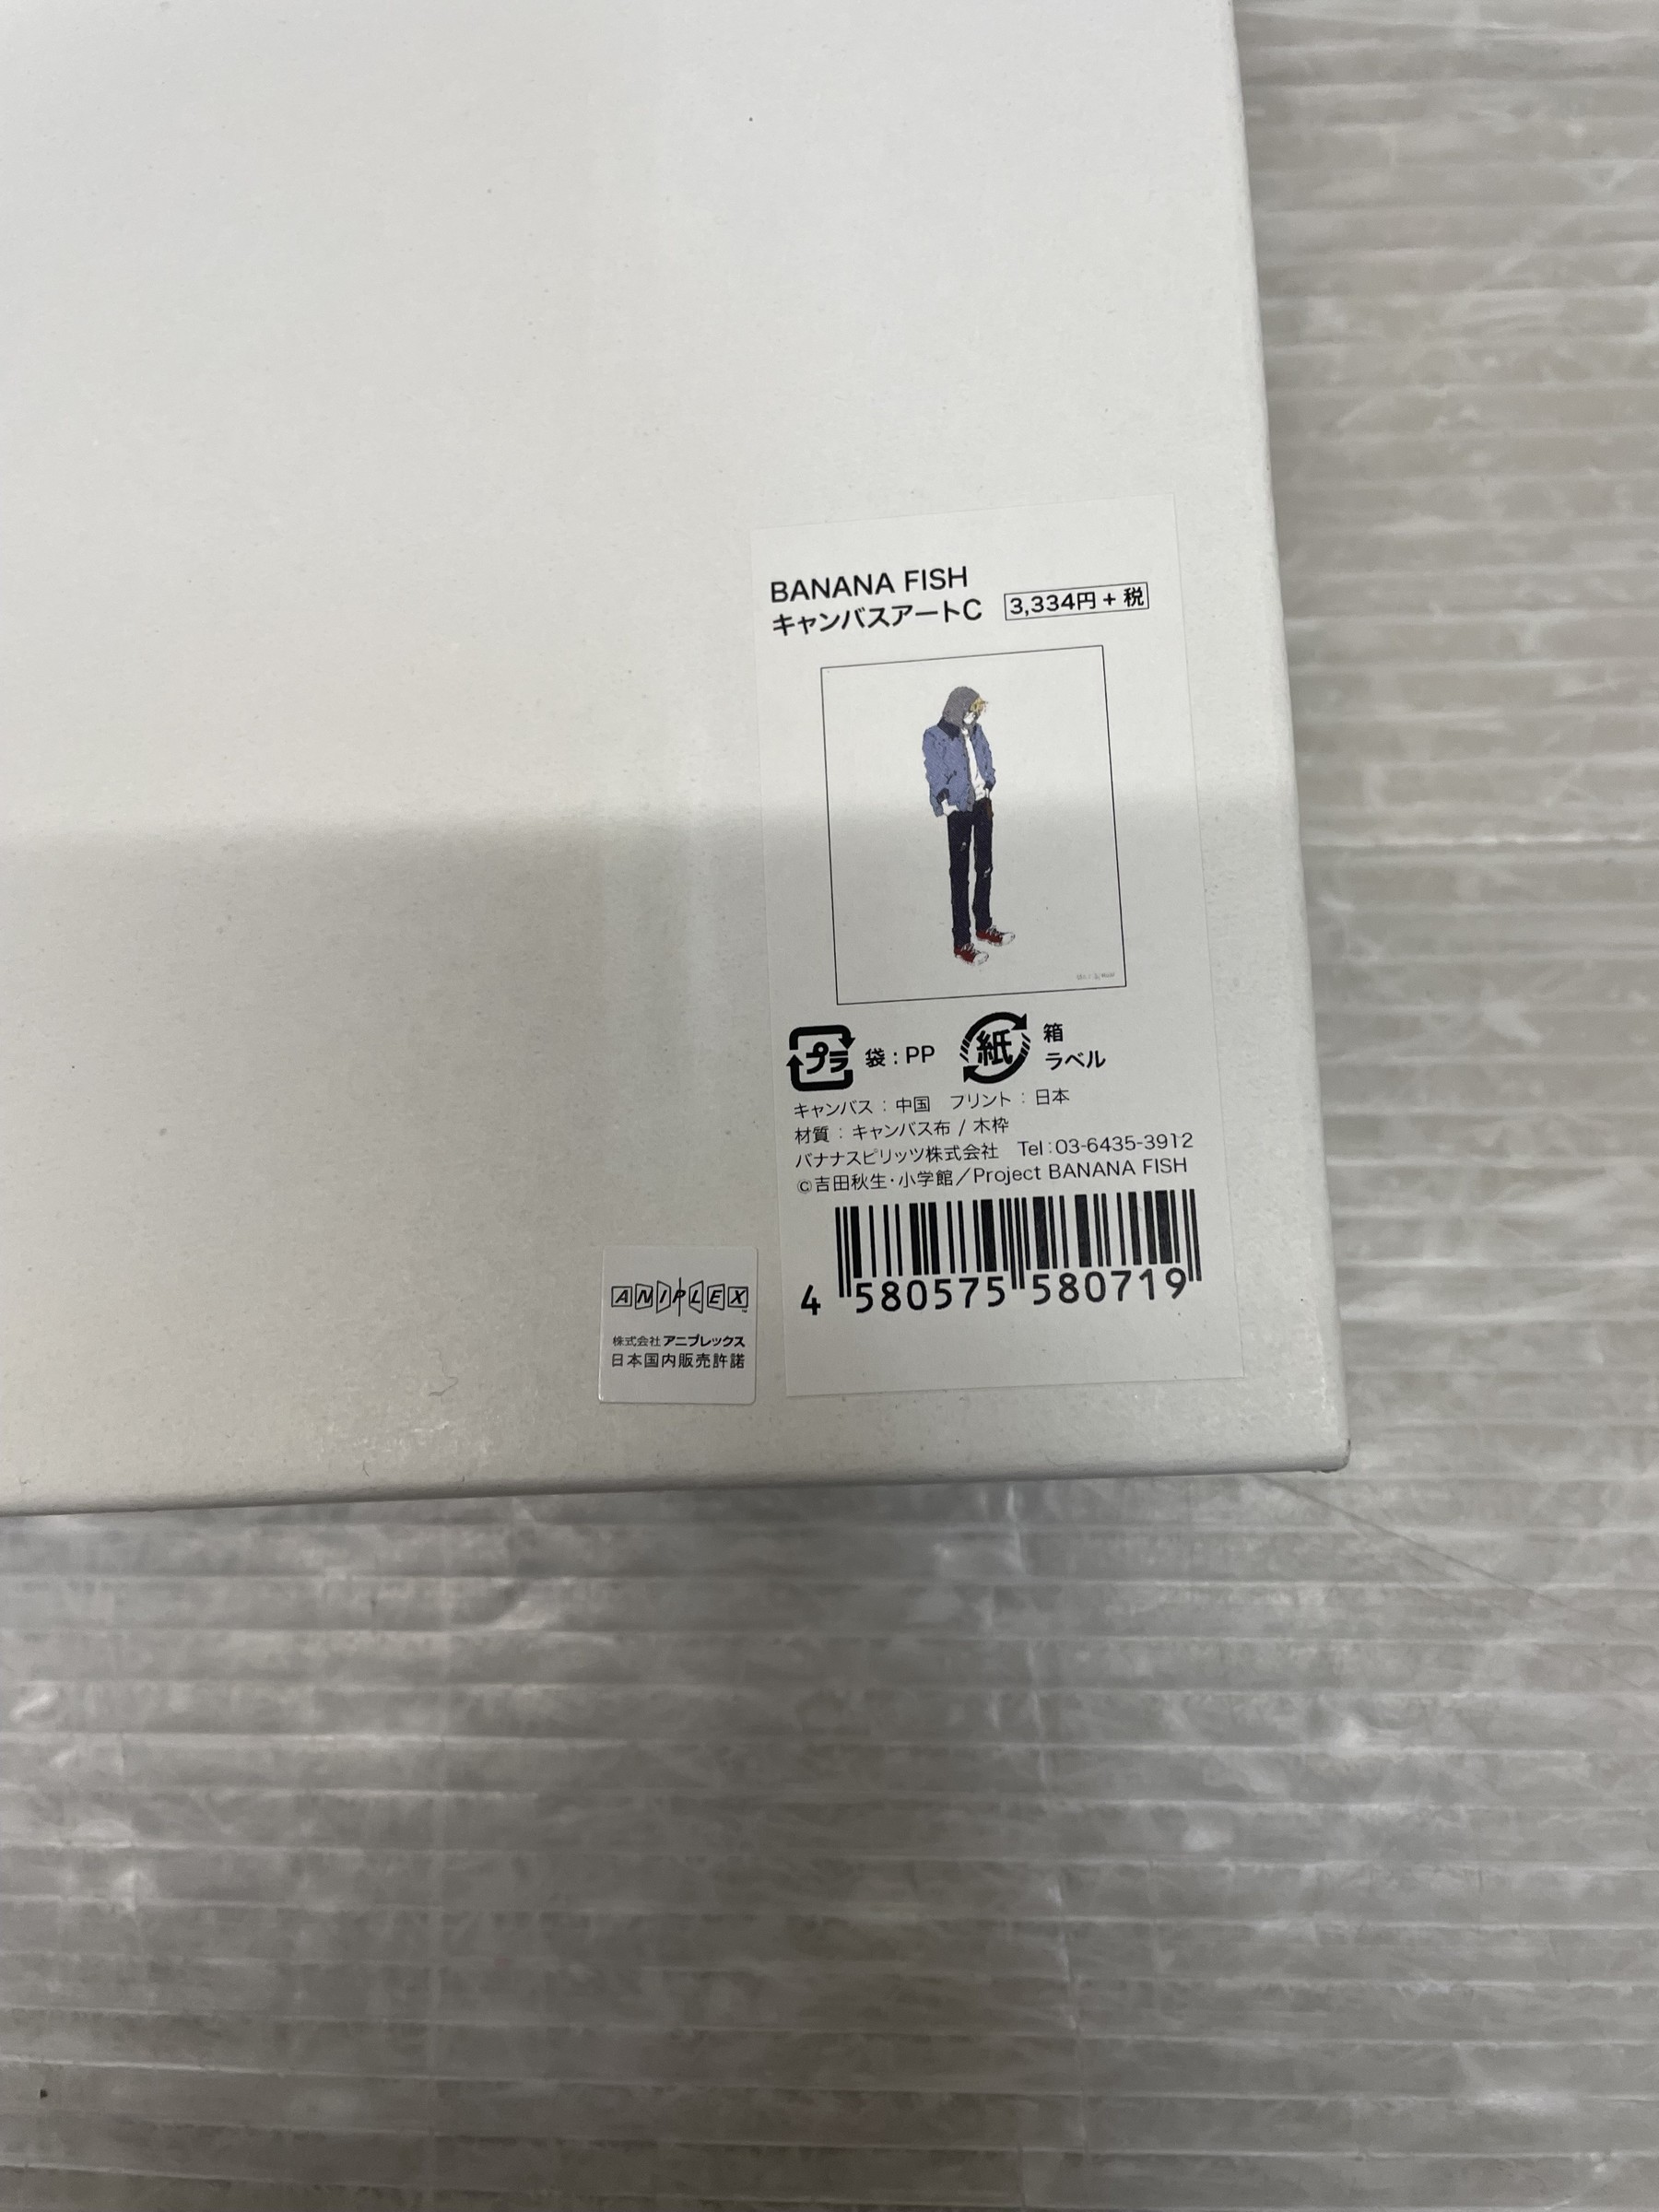 BANANA FISH
キャンバスアートC 3,334円+税
プラ 袋:PP 紙 箱
ラベル
キャンバス:中国 プリント:日本
材質:キャンバス布/木枠
バナナスピリッツ株式会社 Tel:03-6435-3912
©吉田秋生・小学館/Project BANANA FISH
4 580575 580719
ANIPLEX
株式会社アニプレックス
日本国内販売許諾